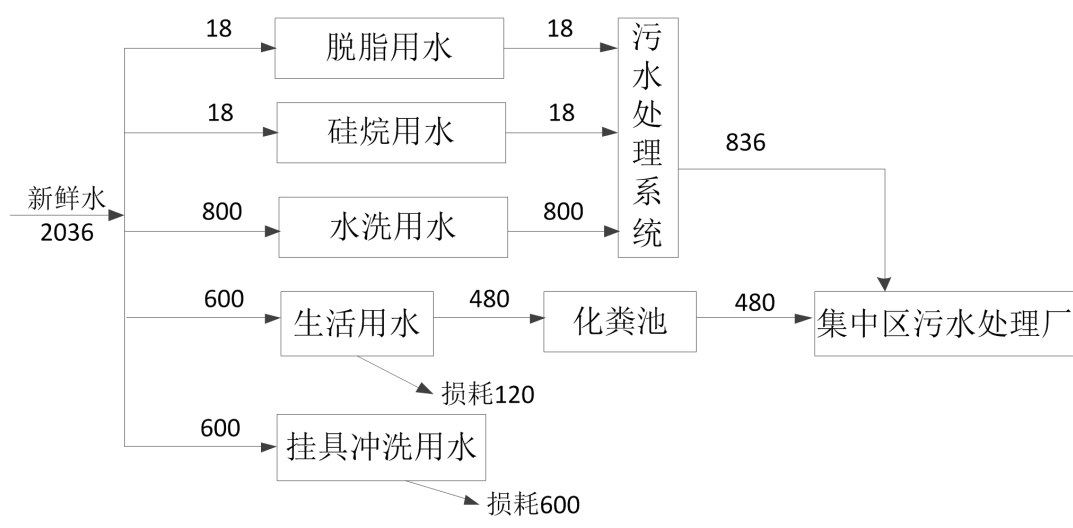 18
脱脂用水
18
污水处理系统
18
硅烷用水
18
836
新鲜水
2036
800
水洗用水
800
600
生活用水
480
化粪池
480
集中区污水处理厂
损耗120
600
挂具冲洗用水
损耗600